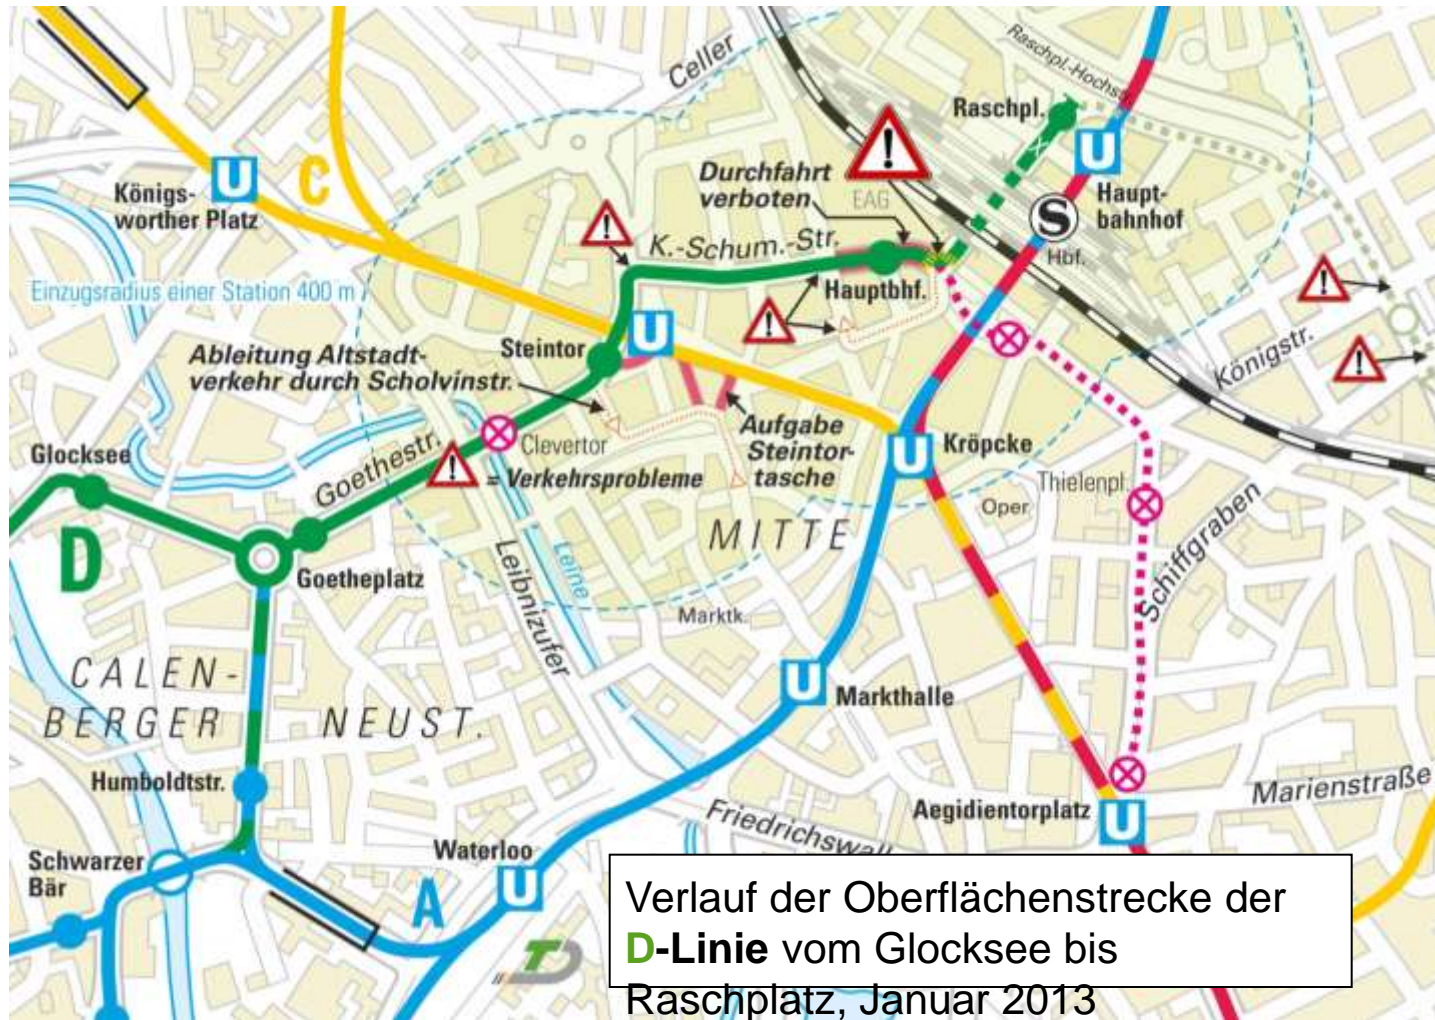 Celler
Raschpl.-Hochst.
Raschpl.
U
Haupt-
bahnhof
S
Hbf.
Durchfahrt
verboten
EAG
!
Königs-
worther Platz
U
C
K.-Schum.-Str.
Hauptbhf.
Einzugsradius einer Station 400 m
Ableitung Altstadt-
verkehr durch Scholvinstr.
Steintor
U
Königstr.
Aufgabe
Steintor-
tasche
U
Kröpcke
Glocksee
Goethestr.
Clevertor
! = Verkehrsprobleme
Thielenpl.
Oper
Schiffgraben
MITTE
D
Goetheplatz
Leibnizufer
Leine
Marktk.
CALEN-
BERGER NEUST.
U
Markthalle
Humboldtstr.
Aegidientorplatz
U
Marienstraße
Friedrichswall
Schwarzer
Bär
Waterloo
U
A
TD
Verlauf der Oberflächenstrecke der
D-Linie vom Glocksee bis
Raschplatz, Januar 2013